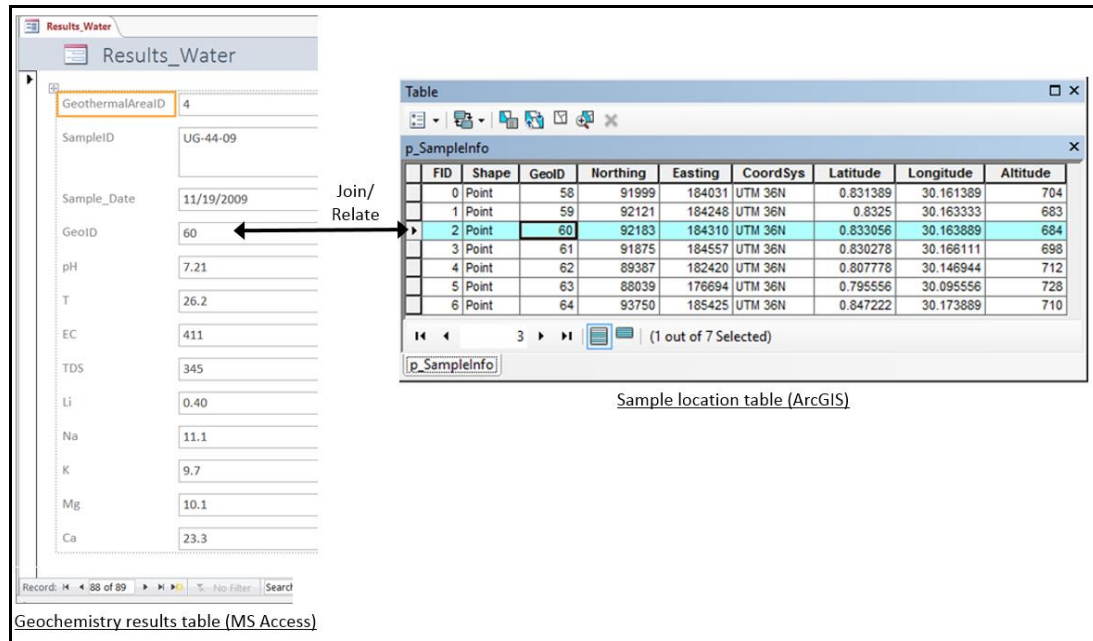 Results_Water
Results_Water
GeothermalAreaID 4
SampleID UG-44-09
Sample_Date 11/19/2009
GeoID 60
pH 7.21
T 26.2
EC 411
TDS 345
Li 0.40
Na 11.1
K 9.7
Mg 10.1
Ca 23.3
Record: 88 of 89 No Filter Search
Geochemistry results table (MS Access)
Join/
Relate
Table
p_SampleInfo
FID Shape GeoID Northing Easting CoordSys Latitude Longitude Altitude
0 Point 58 91999 184031 UTM 36N 0.831389 30.161389 704
1 Point 59 92121 184248 UTM 36N 0.8325 30.163333 683
2 Point 60 92183 184310 UTM 36N 0.833056 30.163889 684
3 Point 61 91875 184557 UTM 36N 0.830278 30.166111 698
4 Point 62 89387 182420 UTM 36N 0.807778 30.146944 712
5 Point 63 88039 176694 UTM 36N 0.795556 30.095556 728
6 Point 64 93750 185425 UTM 36N 0.847222 30.173889 710
3 (1 out of 7 Selected)
p_SampleInfo
Sample location table (ArcGIS)